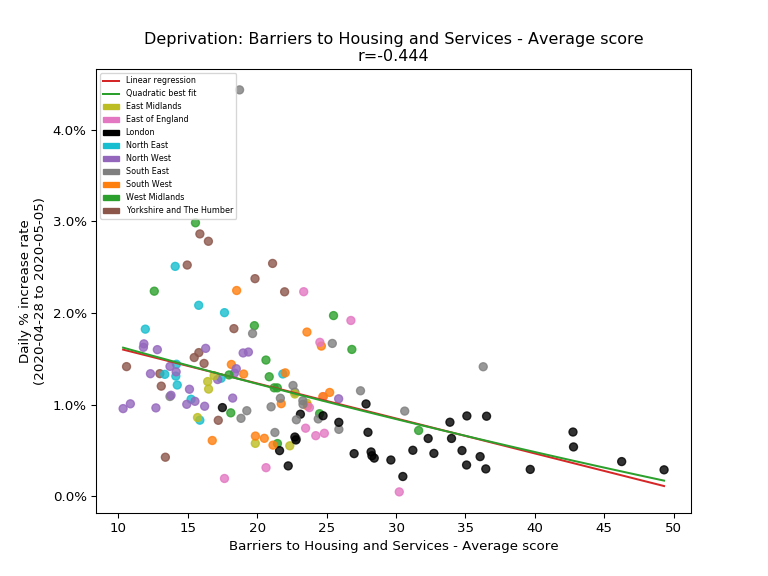 Deprivation: Barriers to Housing and Services - Average score
r=-0.444
Linear regression
Quadratic best fit
East Midlands
East of England
London
North East
North West
South East
South West
West Midlands
Yorkshire and The Humber
4.0%
3.0%
2.0%
1.0%
0.0%
Daily % increase rate
(2020-04-28 to 2020-05-05)
10 15 20 25 30 35 40 45 50
Barriers to Housing and Services - Average score